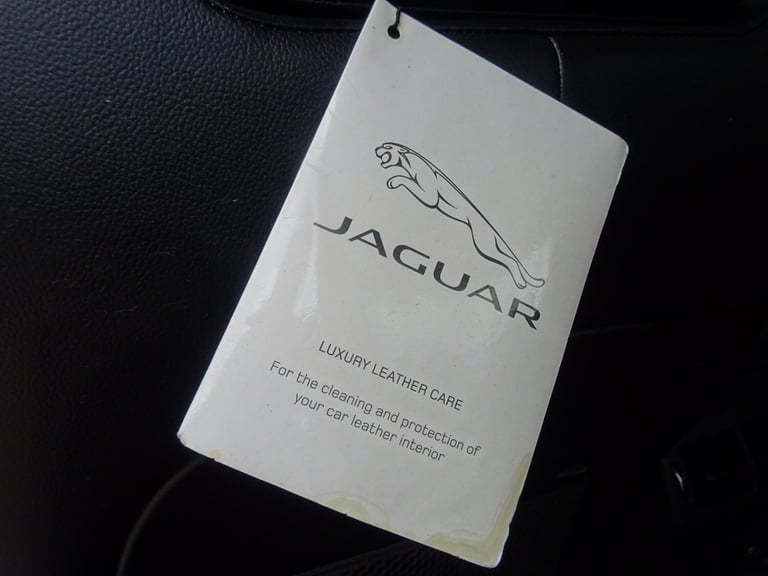 JAGUAR
LUXURY LEATHER CARE
For the cleaning and protection of
your car leather interior